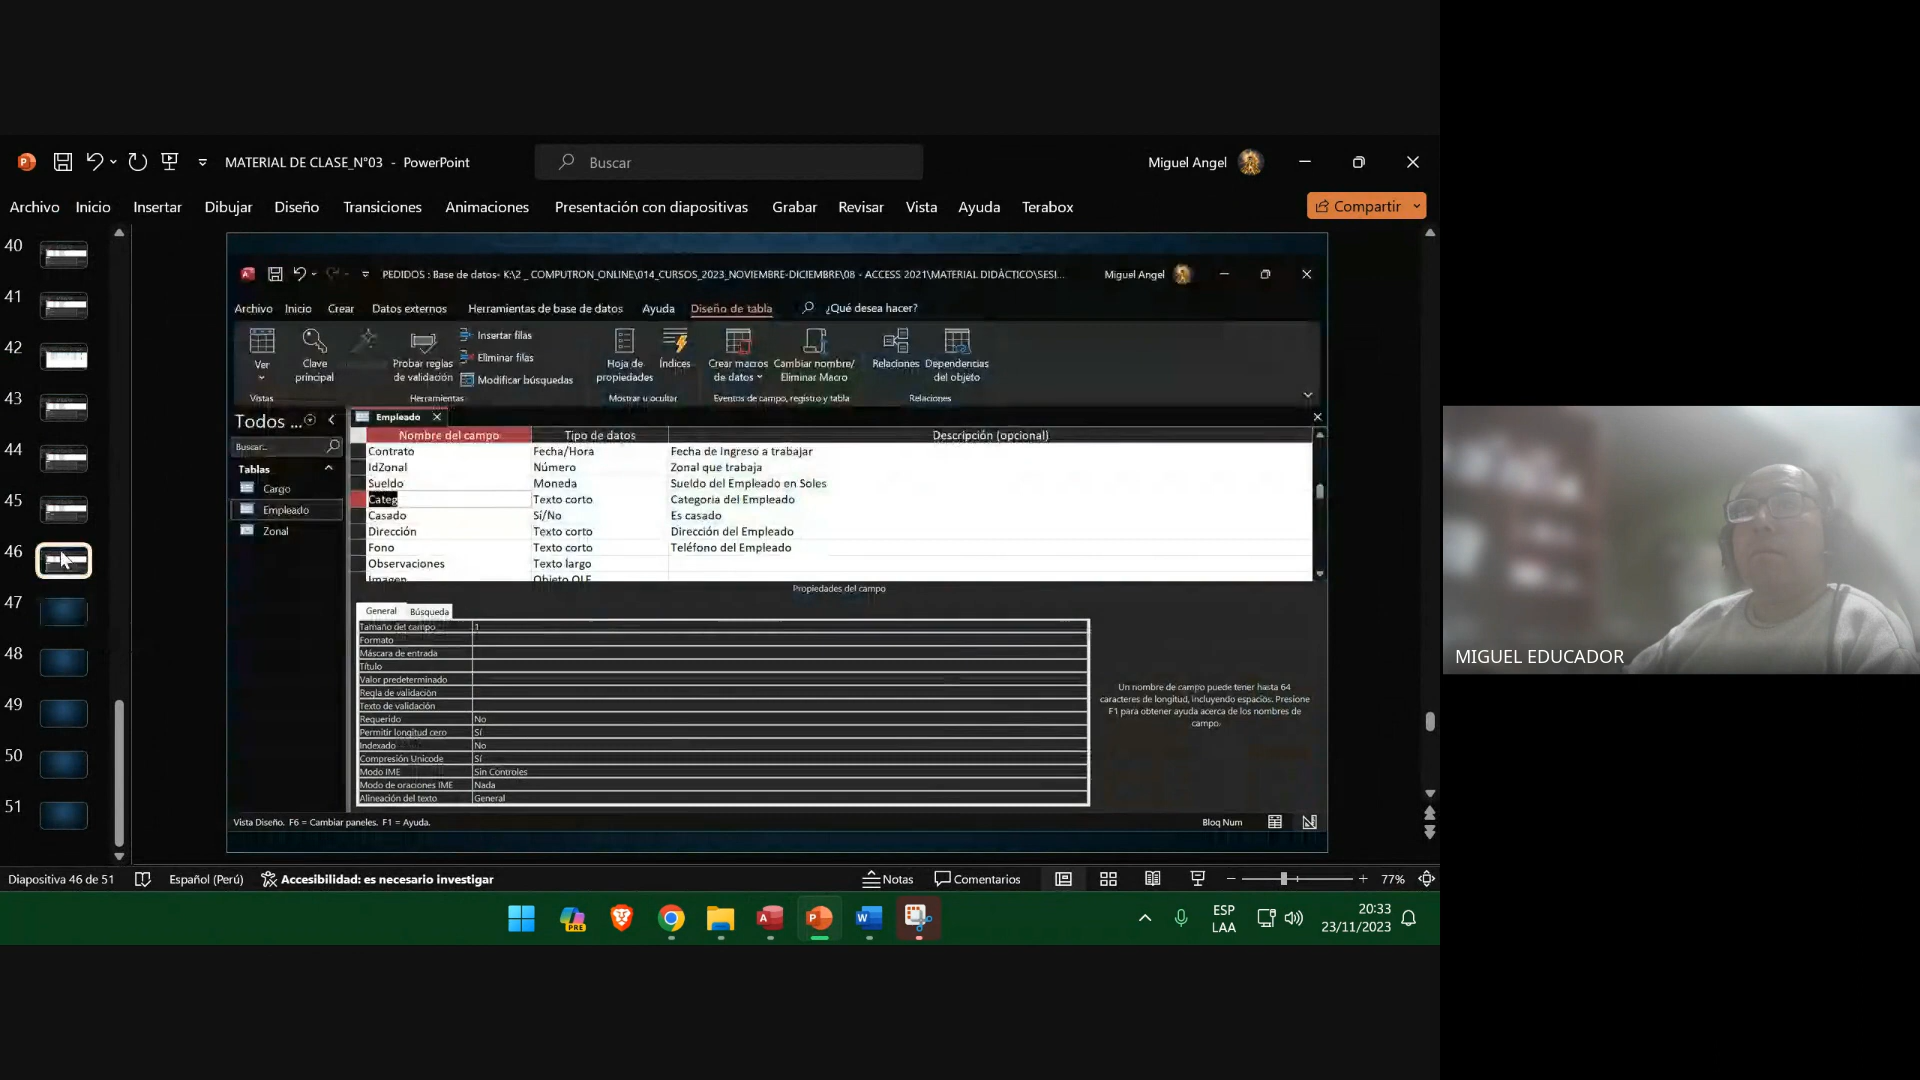 MATERIAL DE CLASE_N°03 - PowerPoint
Buscar
Miguel Angel
Archivo Inicio Insertar Dibujar Diseño Transiciones Animaciones Presentación con diapositivas Grabar Revisar Vista Ayuda Terabox
Compartir
40
41
42
43
44
45
46
47
48
49
50
51
PEDIDOS : Base de datos- K:\2 _ COMPUTRON_ONLINE\014_CURSOS_2023_NOVIEMBRE-DICIEMBRE\08 - ACCESS 2021\MATERIAL DIDÁCTICO\SESI...
Miguel Angel
Archivo Inicio Crear Datos externos Herramientas de base de datos Ayuda Diseño de tabla ¿Qué desea hacer?
Ver
Clave principal
Probar reglas de validación
Insertar filas
Eliminar filas
Modificar búsquedas
Hoja de propiedades
Índices
Crear macros de datos
Cambiar nombre/ Eliminar Macro
Relaciones
Dependencias del objeto
Vistas
Herramientas
Mostrar u ocultar
Eventos de campo, registro y tabla
Relaciones
Todos ...
Buscar...
Tablas
Cargo
Empleado
Zonal
Empleado
Nombre del campo Tipo de datos Descripción (opcional)
Contrato Fecha/Hora Fecha de Ingreso a trabajar
IdZonal Número Zonal que trabaja
Sueldo Moneda Sueldo del Empleado en Soles
Categ Texto corto Categoria del Empleado
Casado Sí/No Es casado
Dirección Texto corto Dirección del Empleado
Fono Texto corto Teléfono del Empleado
Observaciones Texto largo
Imagen Objeto OLE
Propiedades del campo
General Búsqueda
Tamaño del campo 1
Formato
Máscara de entrada
Título
Valor predeterminado
Regla de validación
Texto de validación
Requerido No
Permitir longitud cero Sí
Indexado No
Compresión Unicode Sí
Modo IME Sin Controles
Modo de oraciones IME Nada
Alineación del texto General
Un nombre de campo puede tener hasta 64
caracteres de longitud, incluyendo espacios. Presione
F1 para obtener ayuda acerca de los nombres de
campo.
Vista Diseño. F6 = Cambiar paneles. F1 = Ayuda.
Bloq Num
Diapositiva 46 de 51
Español (Perú)
Accesibilidad: es necesario investigar
Notas
Comentarios
77%
PRE
ESP
LAA
20:33
23/11/2023
MIGUEL EDUCADOR